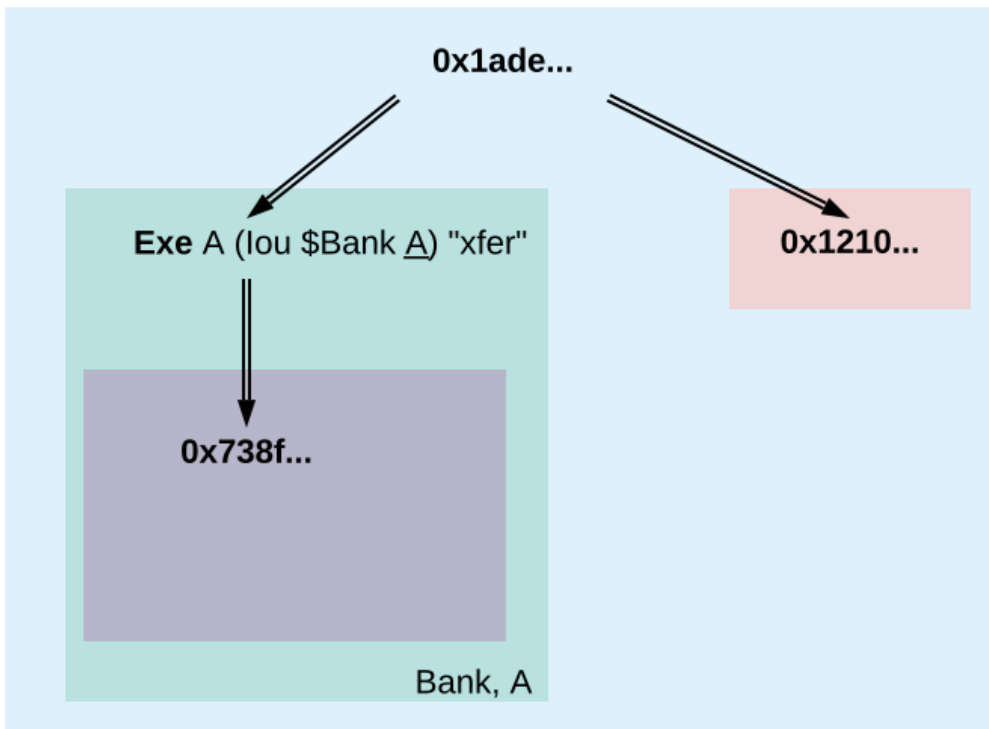 0x1ade...
Exe A (Iou $Bank A) "xfer"
0x1210...
0x738f...
Bank, A